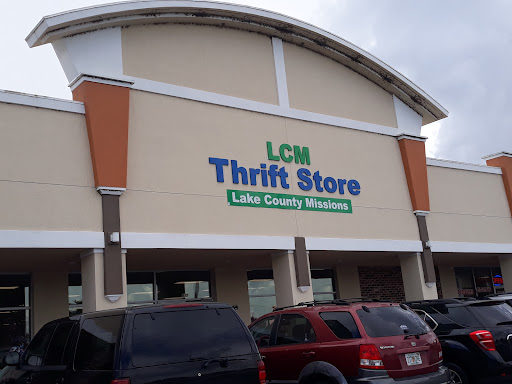 LCM
Thrift Store
Lake County Missions